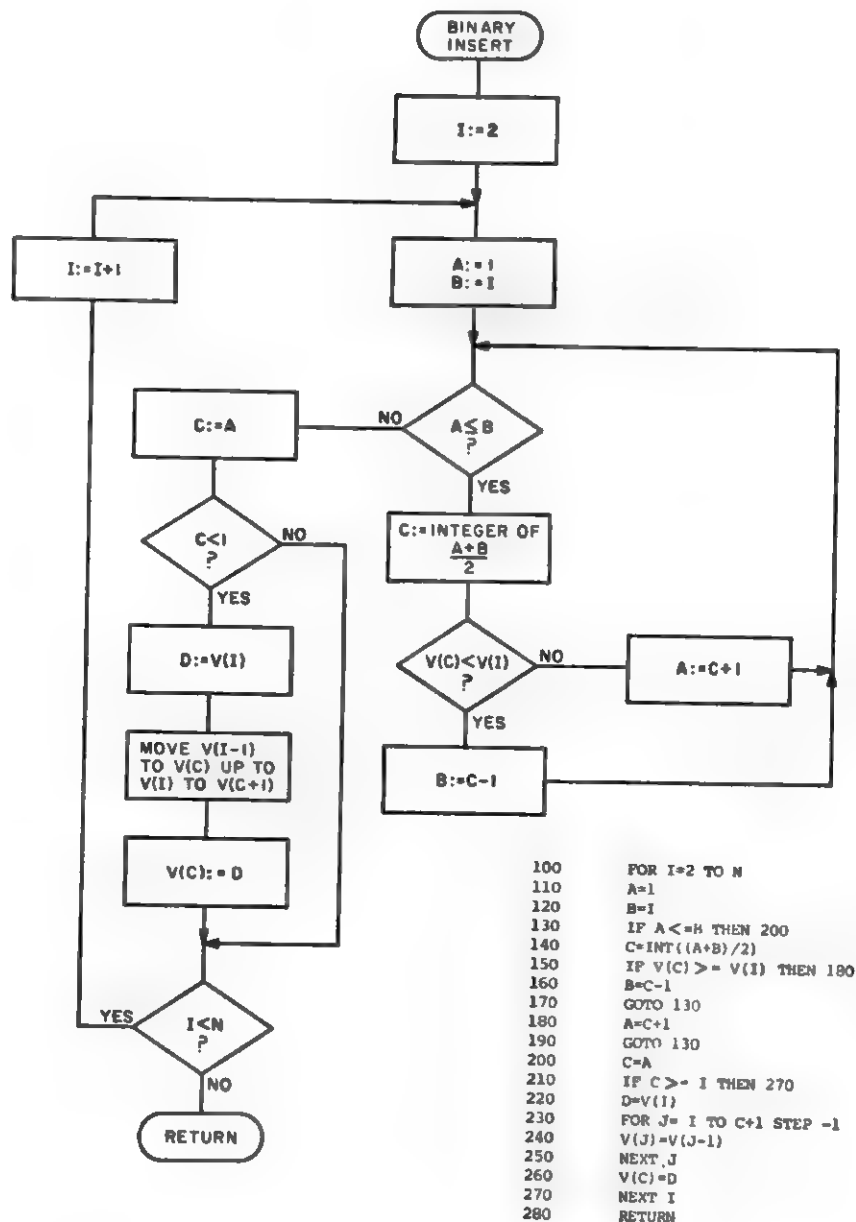 BINARY
INSERT
I:=2
I:=I+1
A:=1
B:=I
C:=A
NO
A≤B
?
YES
C<I
?
NO
YES
C:=INTEGER OF
A+B
2
D:=V(I)
V(C)<V(I)
?
NO
YES
A:=C+1
MOVE V(I-1)
TO V(C) UP TO
V(I) TO V(C+1)
B:=C-1
V(C):=D
YES
I<N
?
NO
RETURN
100 FOR I=2 TO N
110 A=1
120 B=I
130 IF A<=B THEN 200
140 C=INT((A+B)/2)
150 IF V(C) >= V(I) THEN 180
160 B=C-1
170 GOTO 130
180 A=C+1
190 GOTO 130
200 C=A
210 IF C >= I THEN 270
220 D=V(I)
230 FOR J= I TO C+1 STEP -1
240 V(J)=V(J-1)
250 NEXT J
260 V(C)=D
270 NEXT I
280 RETURN